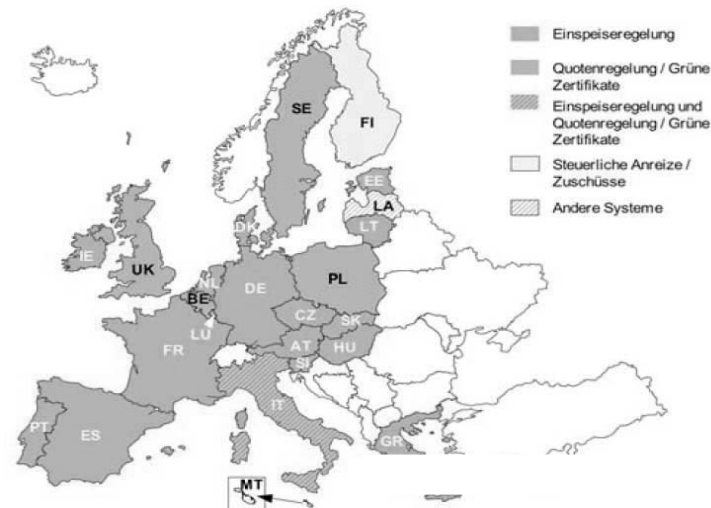 Einspeiseregelung
Quotenregelung / Grüne
Zertifikate
Einspeiseregelung und
Quotenregelung / Grüne
Zertifikate
Steuerliche Anreize /
Zuschüsse
Andere Systeme
SE
FI
EE
LA
LT
DK
IE
UK
NL
BE
DE
PL
LU
CZ
SK
FR
AT
HU
SI
IT
PT
ES
GR
MT